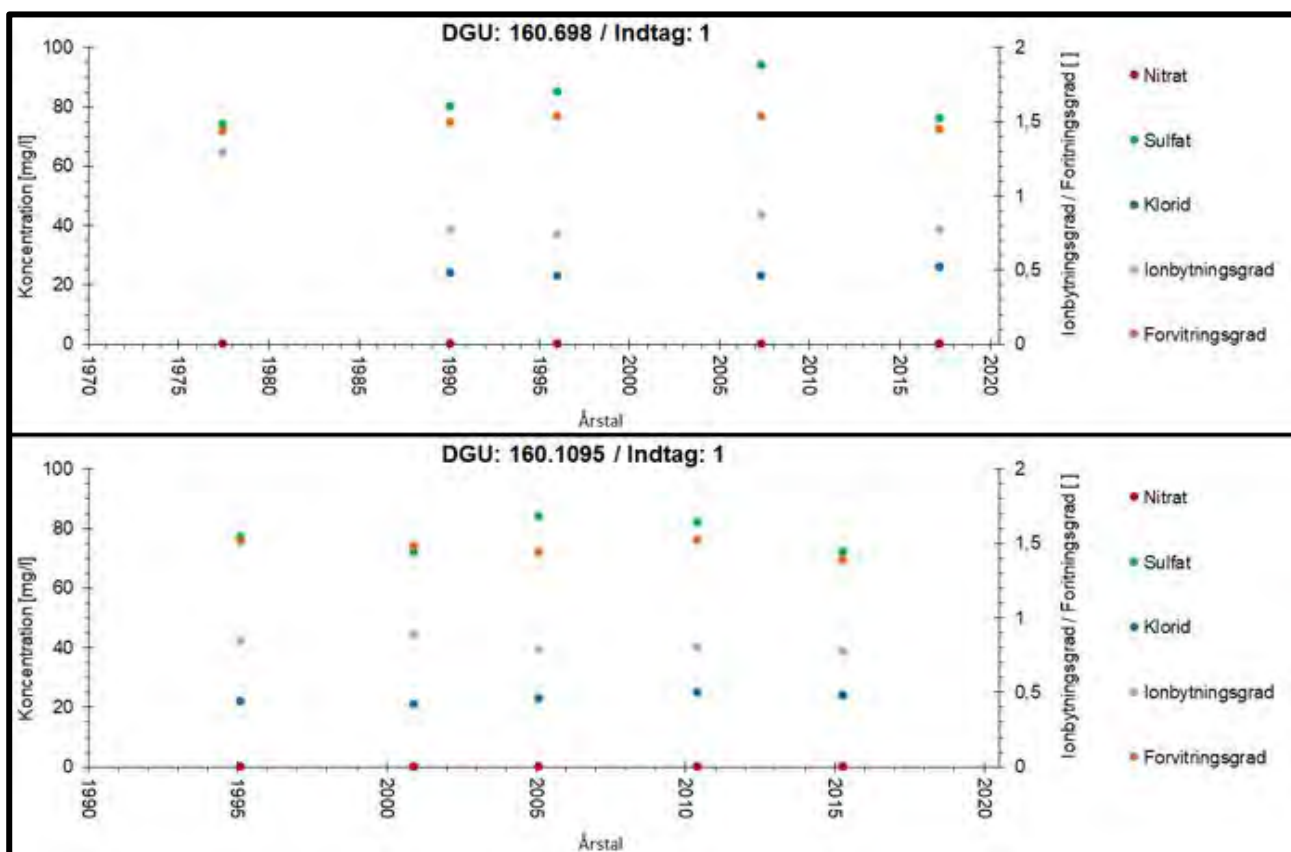 DGU: 160.698 / Indtag: 1
Koncentration [mg/l]
100
80
60
40
20
0
2
1,5
1
0,5
0
Ionbytningsgrad / Fortningsgrad [ ]
1970
1975
1980
1985
1990
1995
2000
2005
2010
2015
2020
Årstal
Nitrat
Sulfat
Klorid
Ionbytningsgrad
Forvitringsgrad
DGU: 160.1095 / Indtag: 1
Koncentration [mg/l]
100
80
60
40
20
0
2
1,5
1
0,5
0
Ionbytningsgrad / Fortningsgrad [ ]
1990
1995
2000
2005
2010
2015
2020
Årstal
Nitrat
Sulfat
Klorid
Ionbytningsgrad
Forvitringsgrad